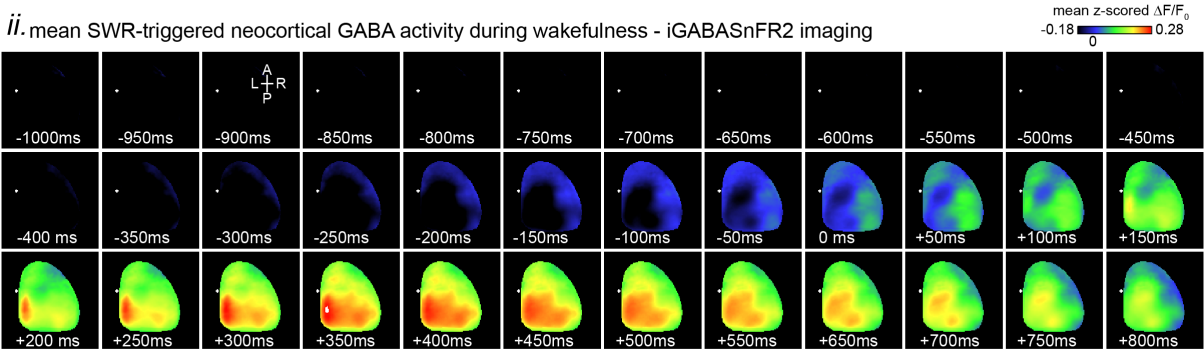 ii. mean SWR-triggered neocortical GABA activity during wakefulness - iGABASnFR2 imaging
mean z-scored ΔF/F0
-0.18 0.28
0
A
L R
P
-1000ms -950ms -900ms -850ms -800ms -750ms -700ms -650ms -600ms -550ms -500ms -450ms
-400 ms -350ms -300ms -250ms -200ms -150ms -100ms -50ms 0 ms +50ms +100ms +150ms
+200 ms +250ms +300ms +350ms +400ms +450ms +500ms +550ms +650ms +700ms +750ms +800ms